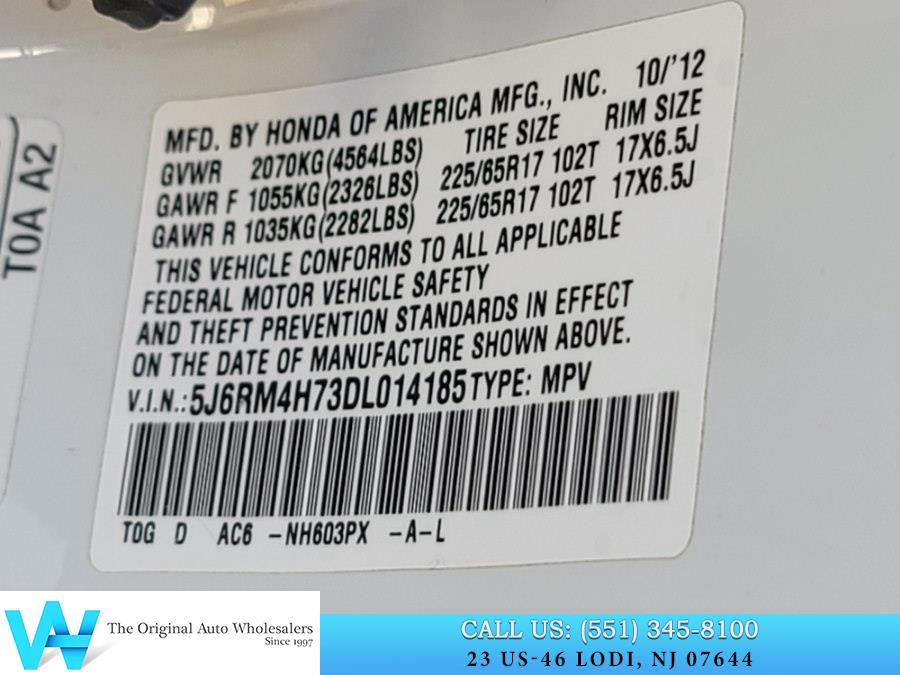 MFD. BY HONDA OF AMERICA MFG., INC. 10/'12
GVWR 2070KG(4564LBS) TIRE SIZE RIM SIZE
GAWR F 1055KG(2326LBS) 225/65R17 102T 17X6.5J
GAWR R 1035KG(2282LBS) 225/65R17 102T 17X6.5J
THIS VEHICLE CONFORMS TO ALL APPLICABLE
FEDERAL MOTOR VEHICLE SAFETY
AND THEFT PREVENTION STANDARDS IN EFFECT
ON THE DATE OF MANUFACTURE SHOWN ABOVE.
V.I.N.:5J6RM4H73DL014185 TYPE: MPV
T0G D AC6 -NH603PX -A-L
T0A A2
The Original Auto Wholesalers
Since 1997
CALL US: (551) 345-8100
23 US-46 LODI, NJ 07644